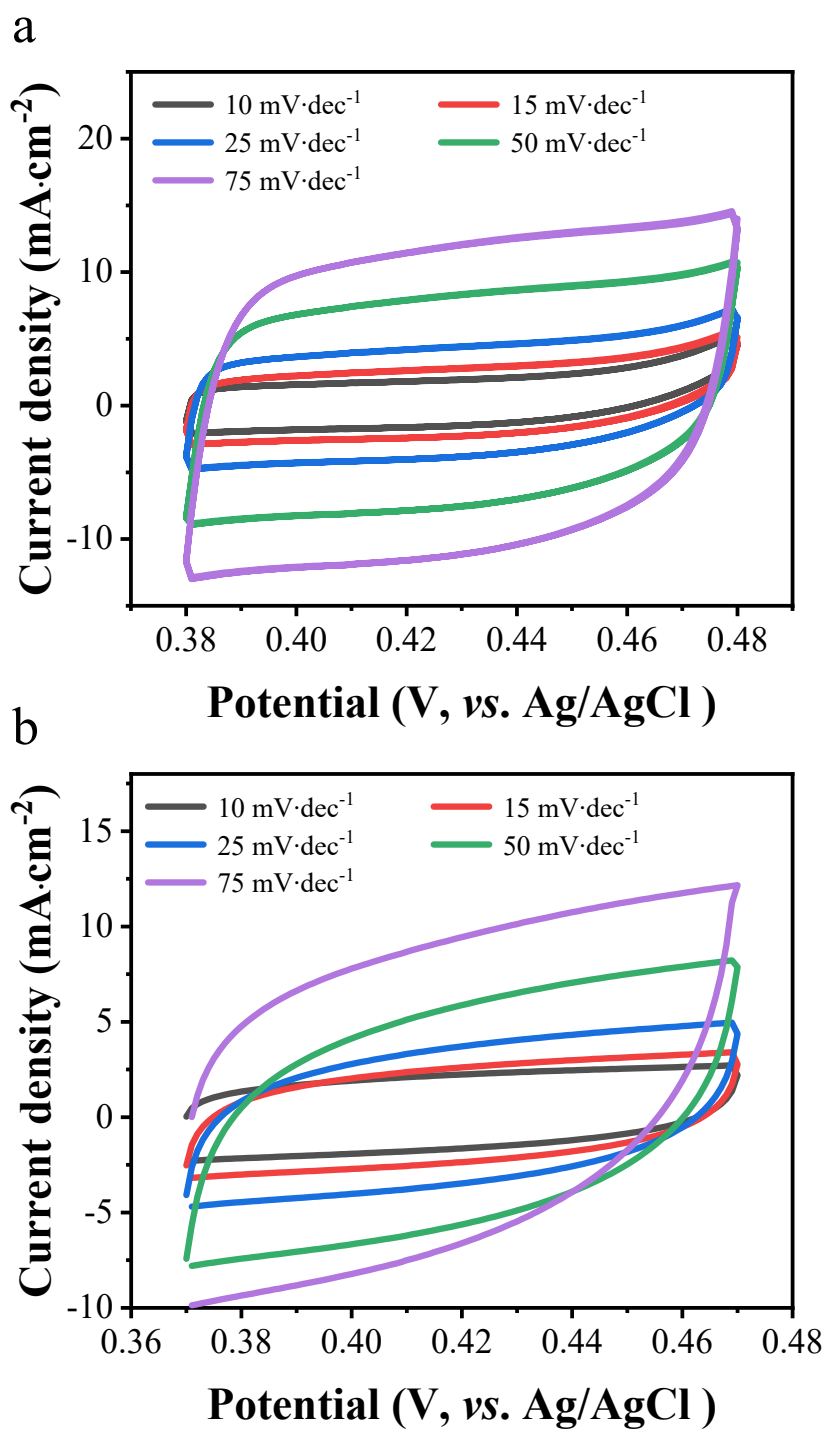 a
10 mV·dec⁻¹ 15 mV·dec⁻¹
25 mV·dec⁻¹ 50 mV·dec⁻¹
75 mV·dec⁻¹
Current density (mA·cm⁻²)
20
10
0
-10
0.38 0.40 0.42 0.44 0.46 0.48
Potential (V, vs. Ag/AgCl )
b
10 mV·dec⁻¹ 15 mV·dec⁻¹
25 mV·dec⁻¹ 50 mV·dec⁻¹
75 mV·dec⁻¹
Current density (mA·cm⁻²)
15
10
5
0
-5
-10
0.36 0.38 0.40 0.42 0.44 0.46 0.48
Potential (V, vs. Ag/AgCl )